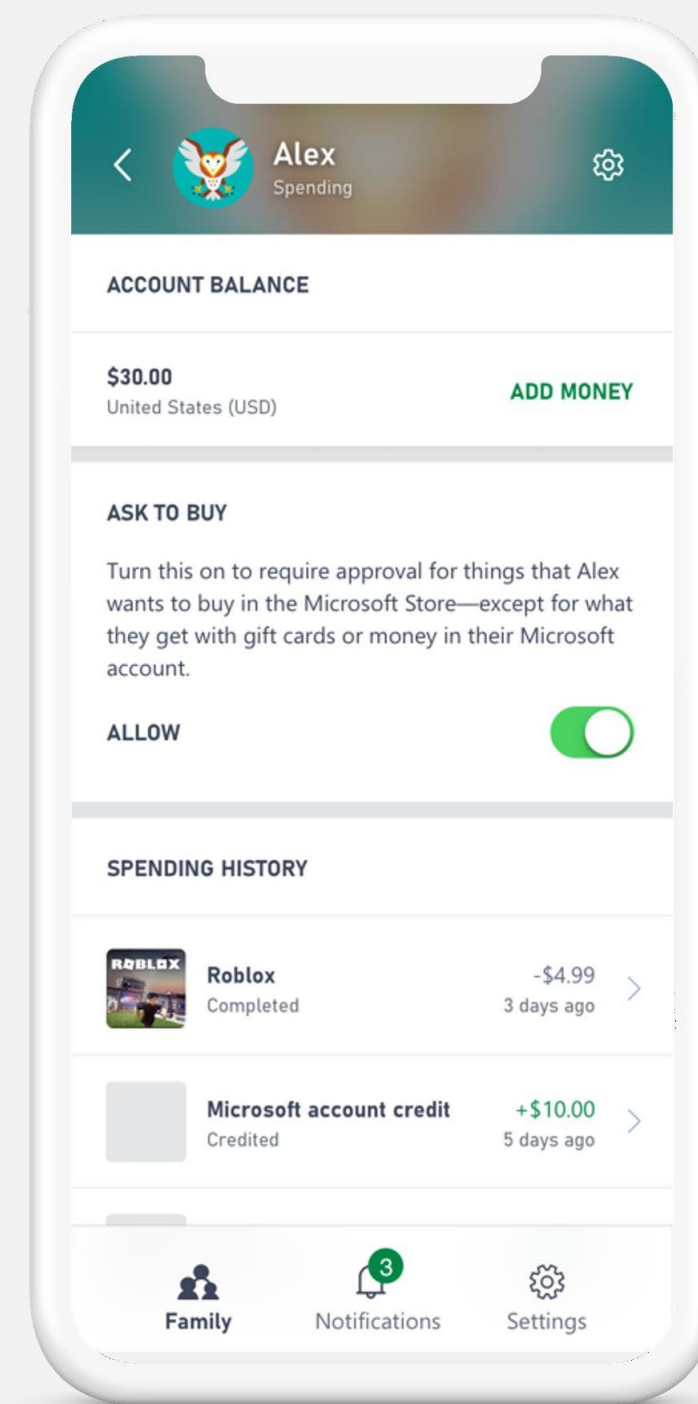 Alex
Spending
ACCOUNT BALANCE
$30.00
United States (USD)
ADD MONEY
ASK TO BUY
Turn this on to require approval for things that Alex
wants to buy in the Microsoft Store—except for what
they get with gift cards or money in their Microsoft
account.
ALLOW
SPENDING HISTORY
ROBLOX
Roblox
Completed
-$4.99
3 days ago
Microsoft account credit
Credited
+$10.00
5 days ago
Family
3
Notifications
Settings